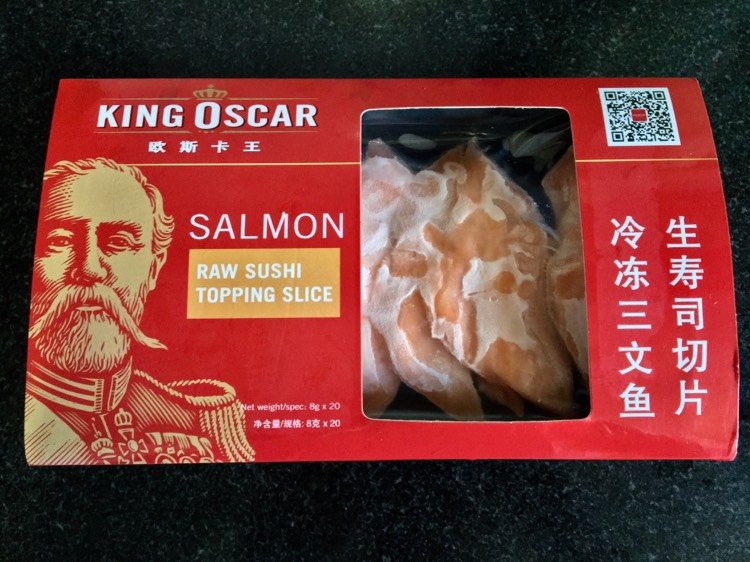 KING OSCAR
欧斯卡王
SALMON
RAW SUSHI
TOPPING SLICE
Net weight/spec: 8g x 20
净含量/规格: 8克 x 20
生寿司切片
冷冻三文鱼